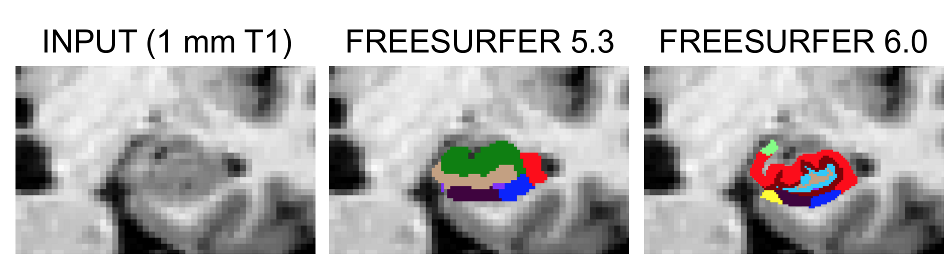 INPUT (1 mm T1) FREESURFER 5.3 FREESURFER 6.0